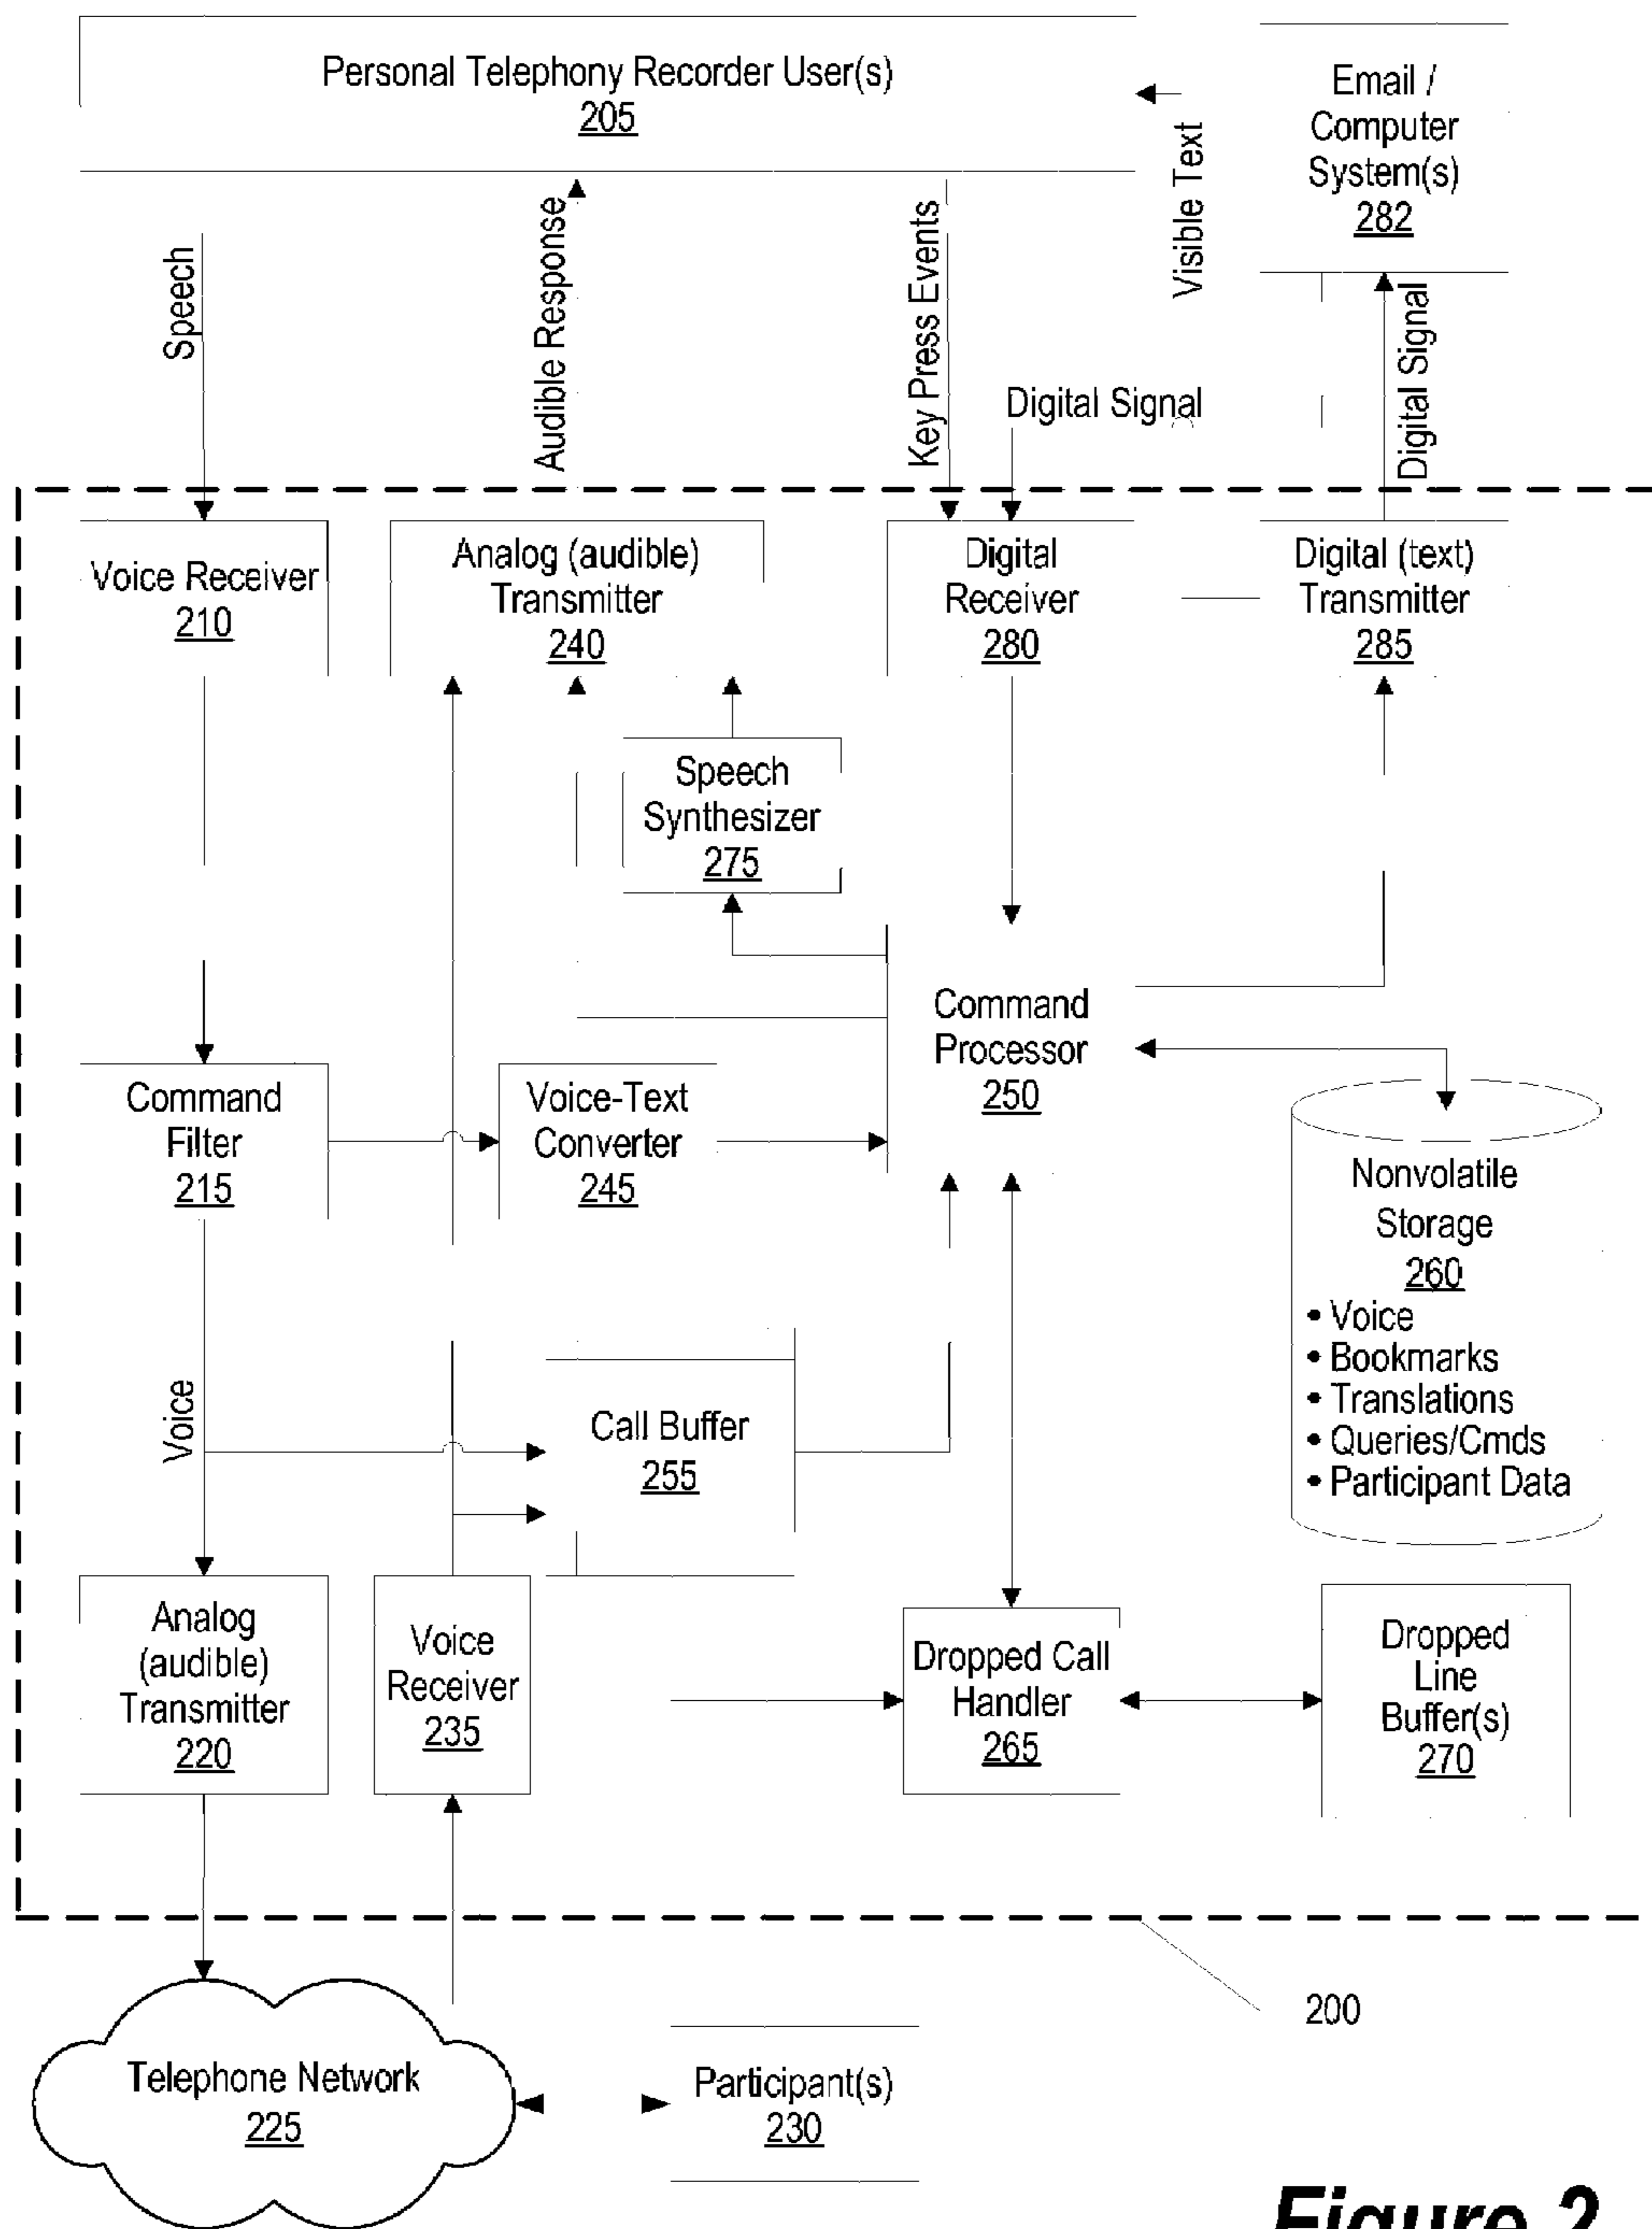 Personal Telephony Recorder User(s)
205
Email /
Computer
System(s)
282
Visible Text
Speech
Audible Response
Key Press Events
Digital Signal
Digital Signal
Voice Receiver
210
Analog (audible)
Transmitter
240
Digital
Receiver
280
Digital (text)
Transmitter
285
Speech
Synthesizer
275
Command
Processor
250
Command
Filter
215
Voice-Text
Converter
245
Nonvolatile
Storage
260
• Voice
• Bookmarks
• Translations
• Queries/Cmds
• Participant Data
Voice
Call Buffer
255
Analog
(audible)
Transmitter
220
Voice
Receiver
235
Dropped Call
Handler
265
Dropped
Line
Buffer(s)
270
200
Telephone Network
225
Participant(s)
230
Figure 2